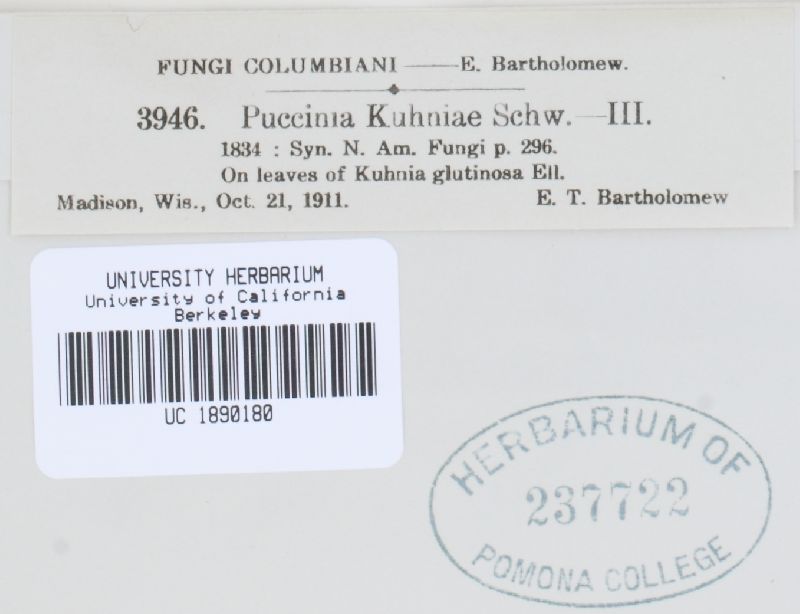 FUNGI COLUMBIANI — E. Bartholomew.
3946. Puccinia Kuhniae Schw. — III.
1834 : Syn. N. Am. Fungi p. 296.
On leaves of Kuhnia glutinosa Ell.
Madison, Wis., Oct. 21, 1911. E. T. Bartholomew
UNIVERSITY HERBARIUM
University of California
Berkeley
UC 1890180
HERBARIUM OF
237722
POMONA COLLEGE